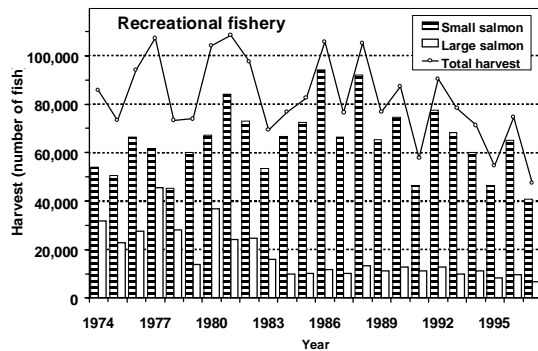 Recreational fishery
Small salmon
Large salmon
Total harvest
Harvest (number of fish)
100,000
80,000
60,000
40,000
20,000
0
1974 1977 1980 1983 1986 1989 1992 1995
Year